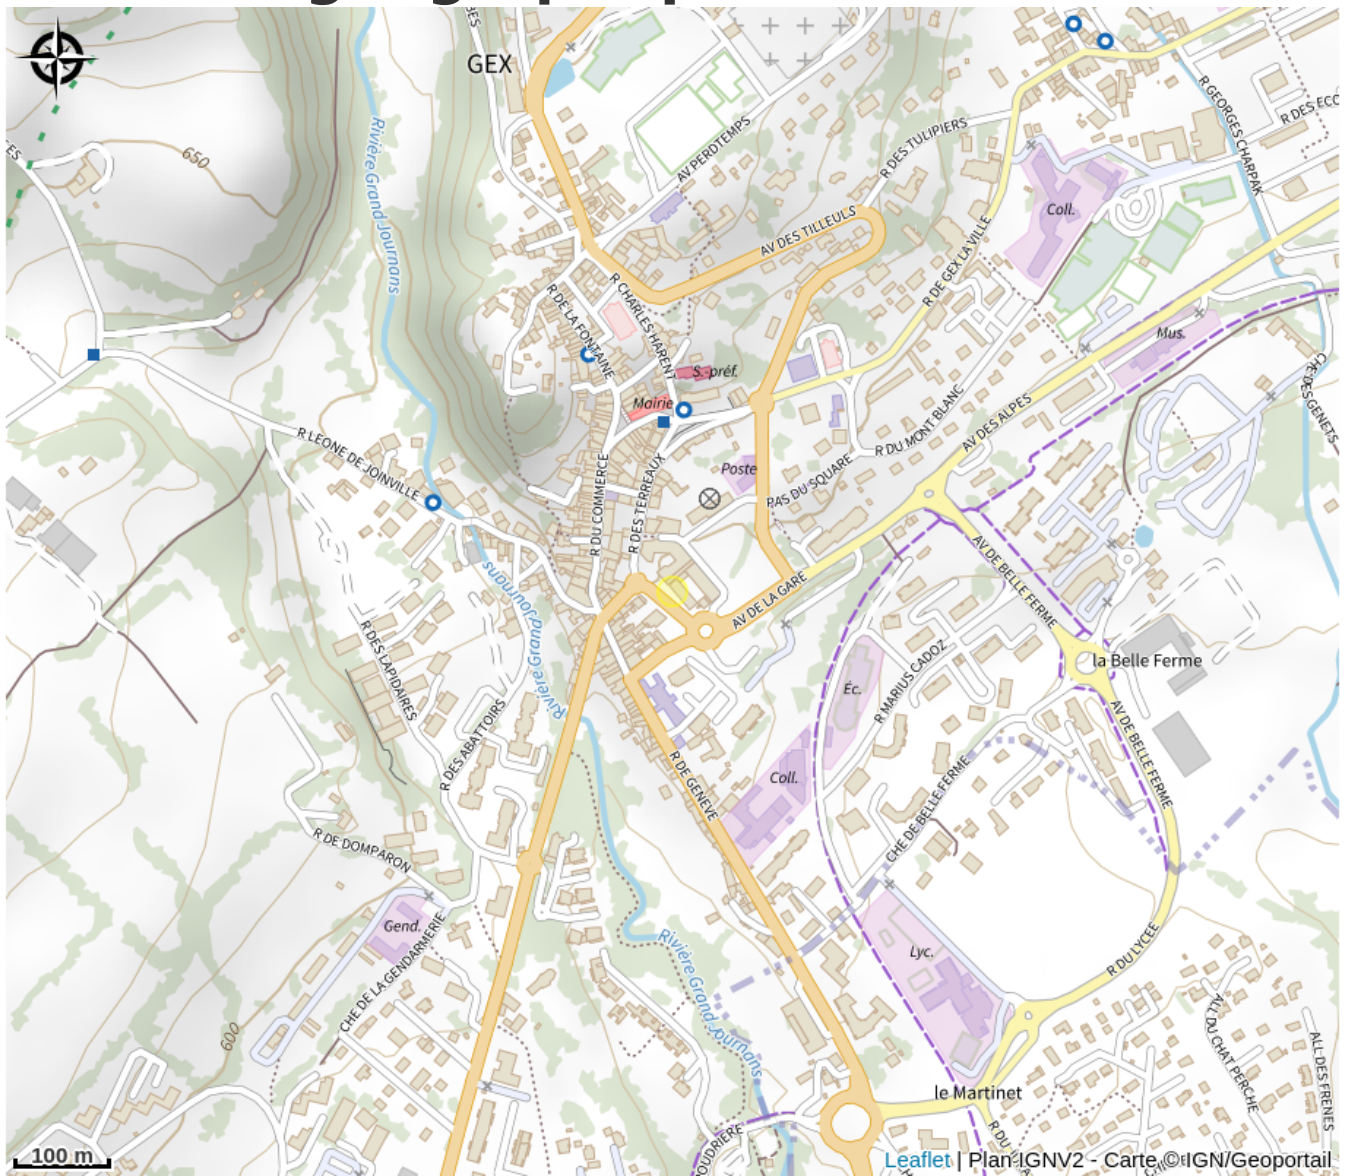 GEX
BES
ES
650
Rivière Grand Journans
AV PERDTEMPS
R DES TULIPIERS
R GEORGES CHARPAK
R DES ECO
Coll.
AV DES TILLEULS
R DE GEX LA VILLE
R CHARLES HARENT
R DE LA FONTAINE
S.-préf.
Mairie
Mus.
CHE DES GENETS
AV DES ALPES
R DU MONT BLANC
R LEONE DE JOINVILLE
R DU COMMERCE
R DES TERREAUX
Poste
PAS DU SQUARE
AV DE BELLE FERME
Rivière Grand Journans
AV DE LA GARE
R DES LAPIDAIRES
R DES ABATTOIRS
Éc.
R MARIUS CADOZ
la Belle Ferme
AV DE BELLE FERME
R DE GENEVE
Coll.
CHE DE BELLE FERME
R DE DOMPARON
Gend.
CHE DE LA GENDARMERIE
Rivière Grand Journans
Lyc.
R DU LYCEE
600
ALL DU CHAT PERCHE
ALL DES FRENES
le Martinet
OUDRIERE
100 m
Leaflet | Plan IGNV2 - Carte © IGN/Geoportail